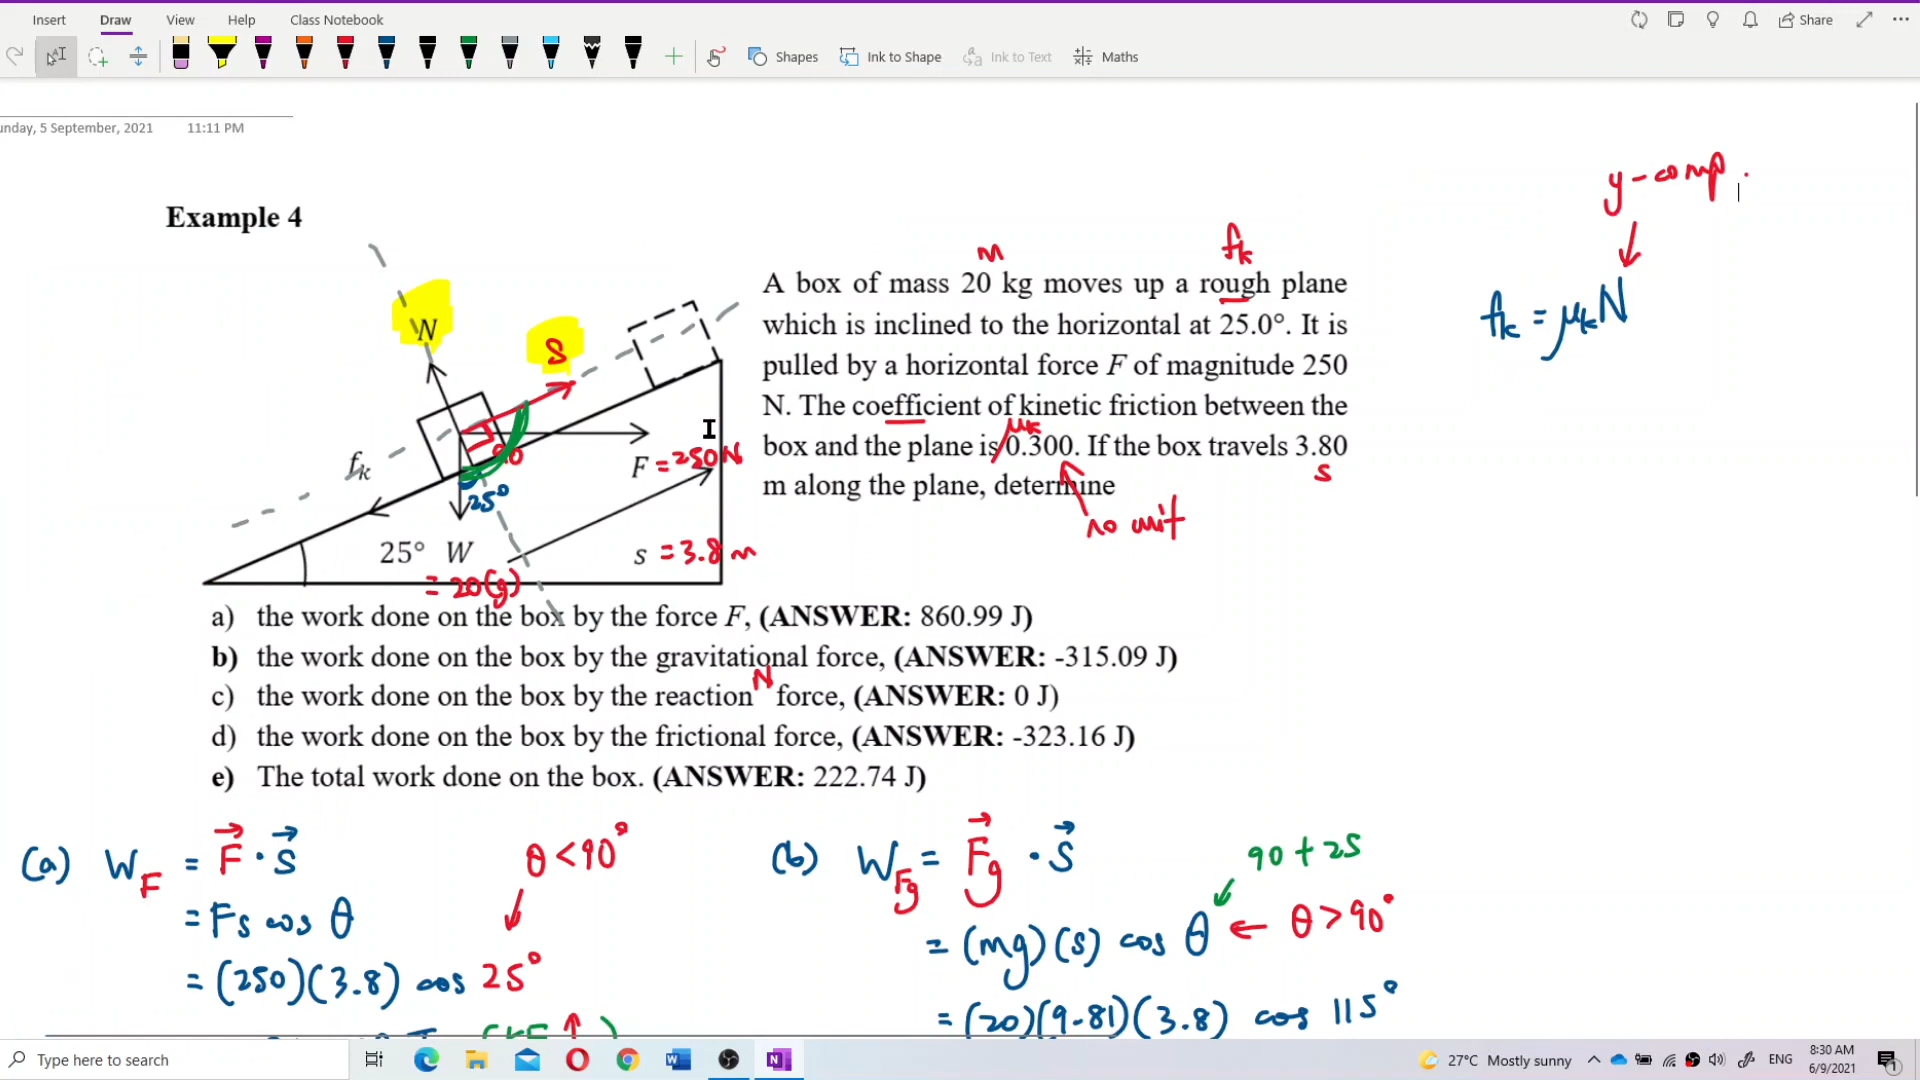 Insert Draw View Help Class Notebook Share
Shapes Ink to Shape Ink to Text Maths
unday, 5 September, 2021 11:11 PM
y-comp.
Example 4
m
fk
A box of mass 20 kg moves up a rough plane
which is inclined to the horizontal at 25.0°. It is
pulled by a horizontal force F of magnitude 250
N. The coefficient of kinetic friction between the
μk
box and the plane is 0.300. If the box travels 3.80
s
m along the plane, determine
no unit
fk = μkN
N
S
90
fk
F = 250 N
25°
25° W
= 20(g)
s = 3.8 m
a) the work done on the box by the force F, (ANSWER: 860.99 J)
b) the work done on the box by the gravitational force, (ANSWER: -315.09 J)
N
c) the work done on the box by the reaction force, (ANSWER: 0 J)
d) the work done on the box by the frictional force, (ANSWER: -323.16 J)
e) The total work done on the box. (ANSWER: 222.74 J)
(a) WF = F⃗ · s⃗
θ < 90°
= Fs cos θ
= (250)(3.8) cos 25°
(b) WFg = F⃗g · s⃗
90 + 25
= (mg)(s) cos θ ← θ > 90°
= (20)(9.81)(3.8) cos 115°
Type here to search
27°C Mostly sunny ENG 8:30 AM
6/9/2021